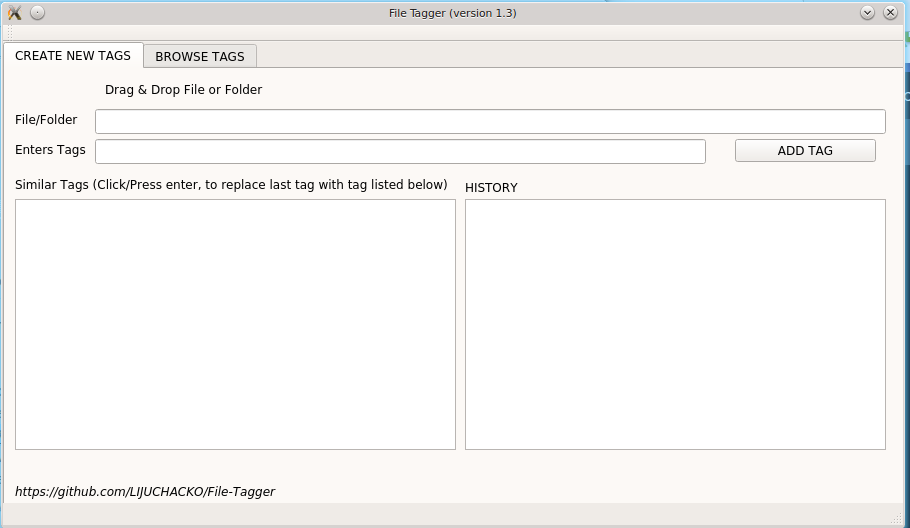 File Tagger (version 1.3)
CREATE NEW TAGS
BROWSE TAGS
Drag & Drop File or Folder
File/Folder
Enters Tags
ADD TAG
Similar Tags (Click/Press enter, to replace last tag with tag listed below)
HISTORY
https://github.com/LIJUCHACKO/File-Tagger